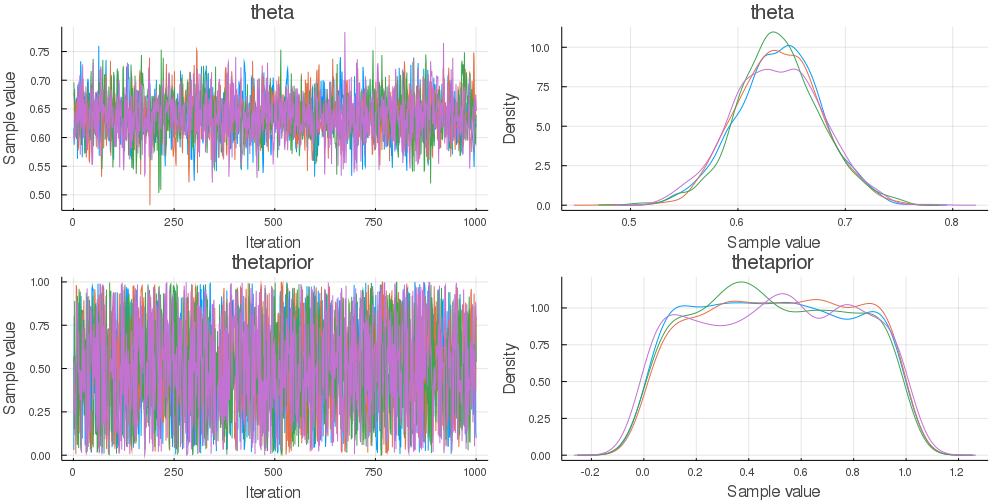 theta
Sample value
0.75
0.70
0.65
0.60
0.55
0.50
0 250 500 750 1000
Iteration
theta
Density
10.0
7.5
5.0
2.5
0.0
0.5 0.6 0.7 0.8
Sample value
thetaprior
Sample value
1.00
0.75
0.50
0.25
0.00
0 250 500 750 1000
Iteration
thetaprior
Density
1.00
0.75
0.50
0.25
0.00
-0.2 0.0 0.2 0.4 0.6 0.8 1.0 1.2
Sample value